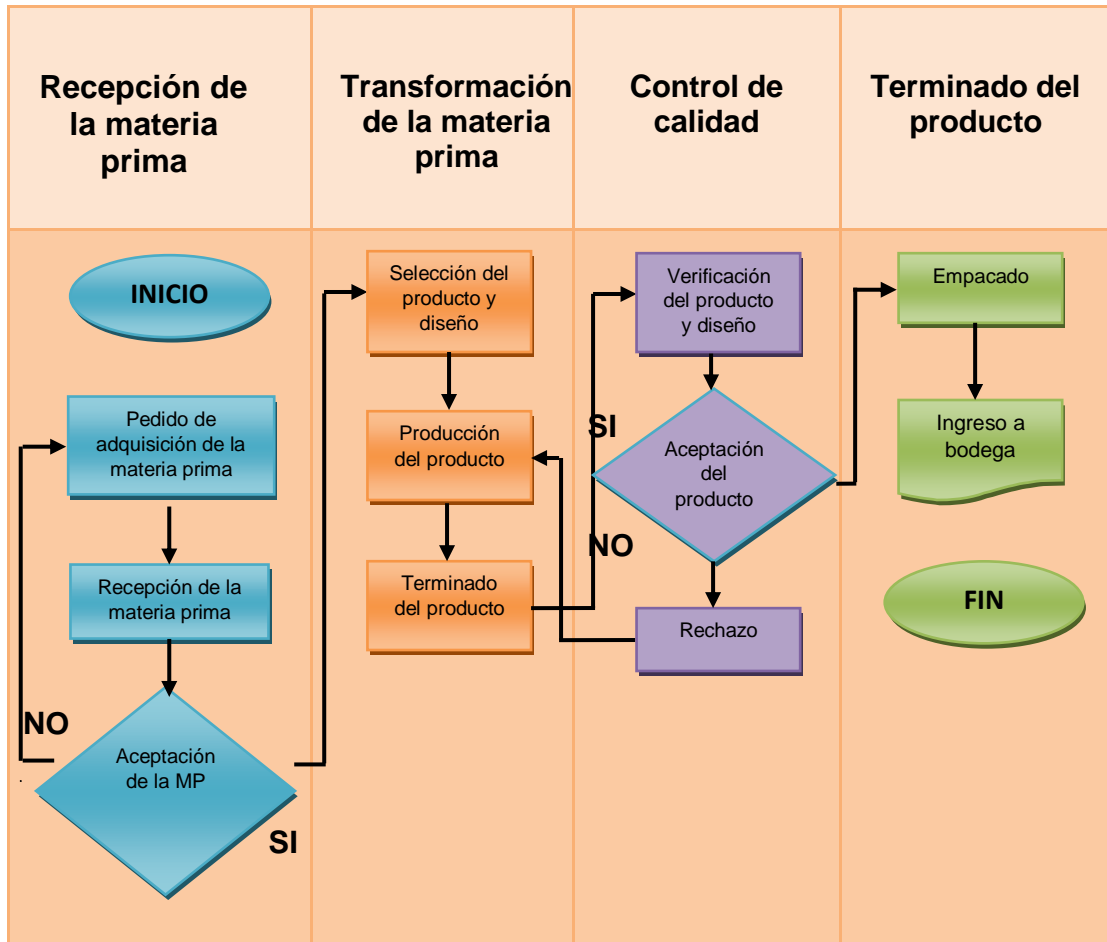 Recepción de
la materia
prima
Transformación
de la materia
prima
Control de
calidad
Terminado del
producto
INICIO
Pedido de
adquisición de la
materia prima
Recepción de la
materia prima
NO
Aceptación
de la MP
SI
Selección del
producto y
diseño
Producción
del producto
Terminado
del producto
Verificación
del producto
y diseño
SI
Aceptación
del
producto
NO
Rechazo
Empacado
Ingreso a
bodega
FIN